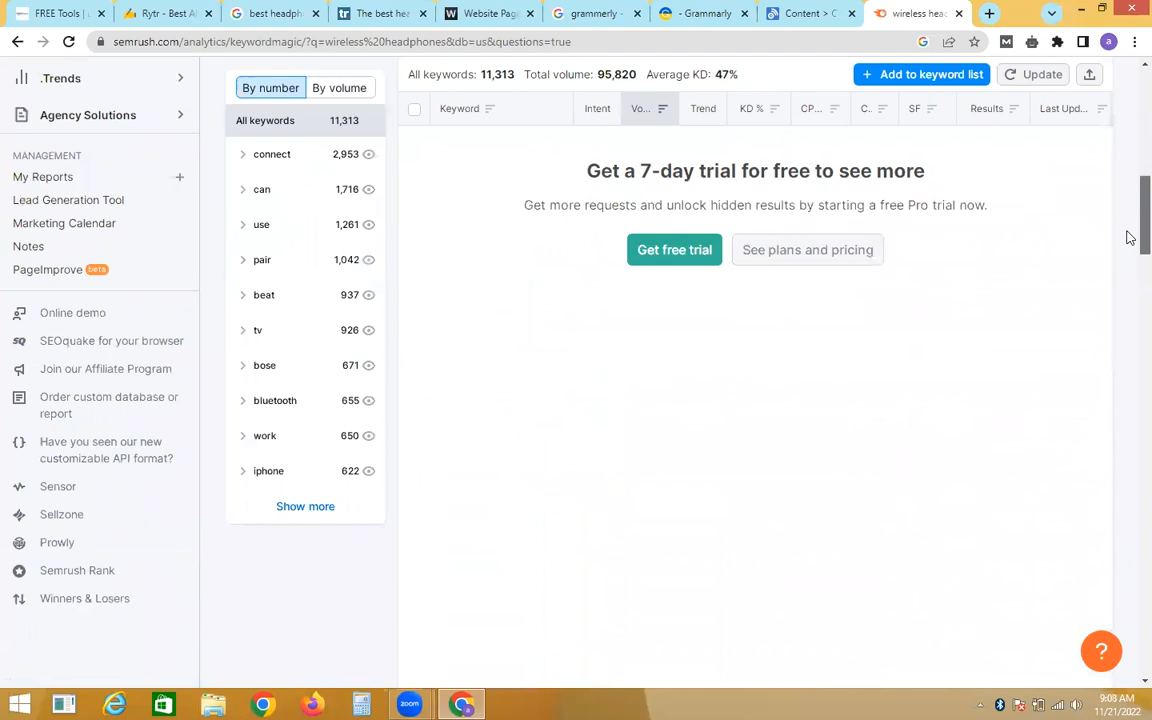 FREE Tools |
Rytr - Best A
best headph
The best hea
Website Pag
grammerly -
- Grammarly
Content > C
wireless head
semrush.com/analytics/keywordmagic/?q=wireless%20headphones&db=us&questions=true
a
.Trends
Agency Solutions
MANAGEMENT
My Reports
Lead Generation Tool
Marketing Calendar
Notes
PageImprove beta
Online demo
SEOquake for your browser
Join our Affiliate Program
Order custom database or
report
Have you seen our new
customizable API format?
Sensor
Sellzone
Prowly
Semrush Rank
Winners & Losers
By number By volume
All keywords 11,313
connect 2,953
can 1,716
use 1,261
pair 1,042
beat 937
tv 926
bose 671
bluetooth 655
work 650
iphone 622
Show more
All keywords: 11,313 Total volume: 95,820 Average KD: 47%
+ Add to keyword list Update
Keyword Intent Vo... Trend KD % CP... C.. SF Results Last Upd...
Get a 7-day trial for free to see more
Get more requests and unlock hidden results by starting a free Pro trial now.
Get free trial See plans and pricing
?
zoom
9:08 AM
11/21/2022